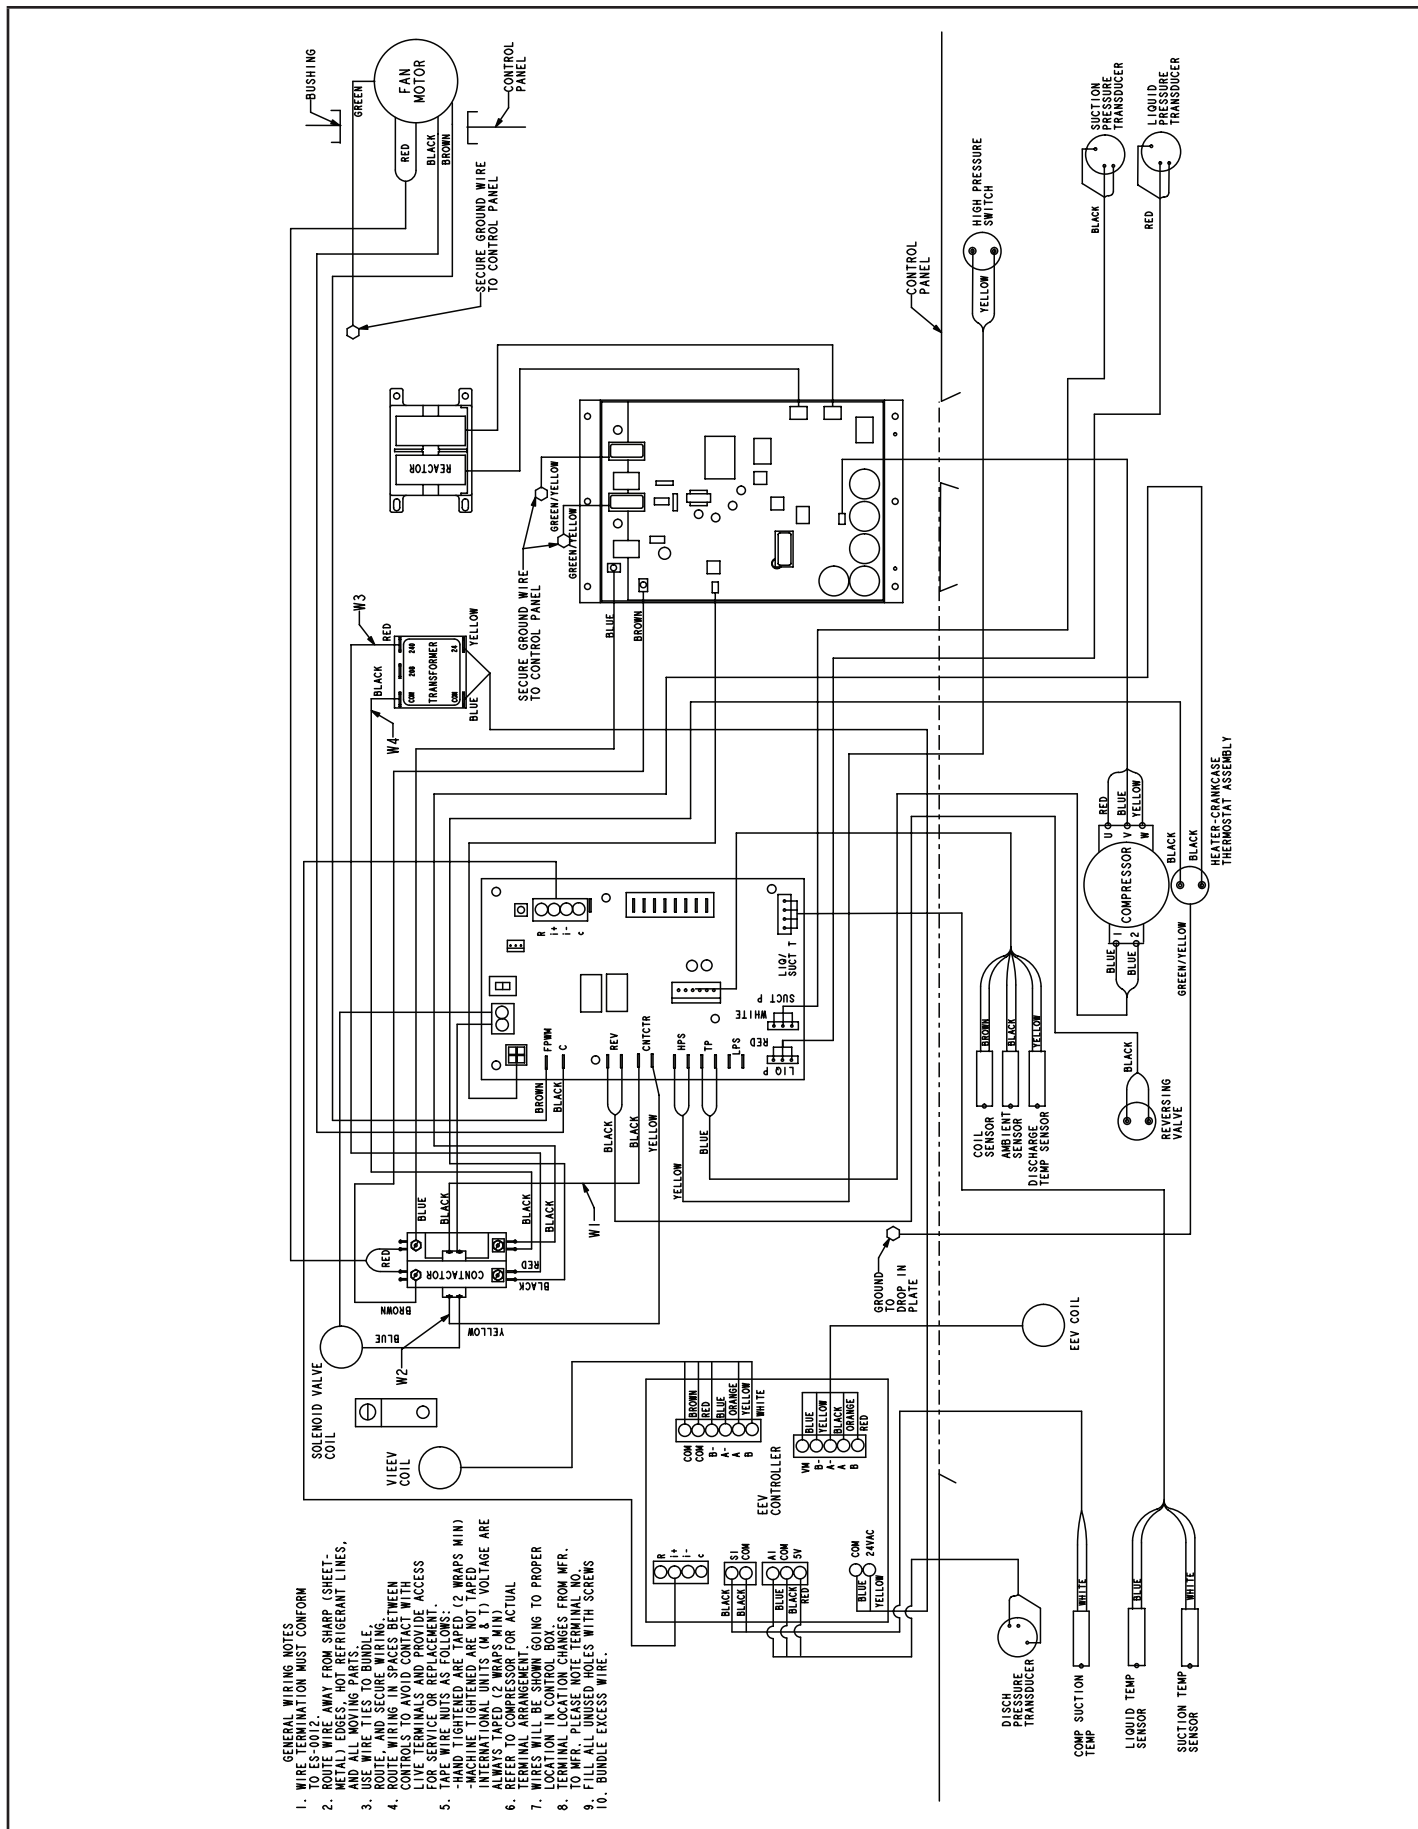 GENERAL WIRING NOTES
1. WIRE TERMINATION MUST CONFORM
TO ES-0012.
2. ROUTE WIRE AWAY FROM SHARP (SHEET-
METAL) EDGES, HOT REFRIGERANT LINES,
AND ALL MOVING PARTS.
3. USE WIRE TIES TO BUNDLE,
ROUTE, AND SECURE WIRING.
4. ROUTE WIRING IN SPACES BETWEEN
CONTROLS TO AVOID CONTACT WITH
LIVE TERMINALS AND PROVIDE ACCESS
FOR SERVICE OR REPLACEMENT.
5. TAPE WIRE NUTS AS FOLLOWS:
-HAND TIGHTENED ARE TAPED (2 WRAPS MIN)
-MACHINE TIGHTENED ARE NOT TAPED
INTERNATIONAL UNITS (M & T) VOLTAGE ARE
ALWAYS TAPED (2 WRAPS MIN)
6. REFER TO COMPRESSOR FOR ACTUAL
TERMINAL ARRANGEMENT.
7. WIRES WILL BE SHOWN GOING TO PROPER
LOCATION IN CONTROL BOX.
8. TERMINAL LOCATION CHANGES FROM MFR.
TO MFR. PLEASE NOTE TERMINAL NO.
9. FILL ALL UNUSED HOLES WITH SCREWS
10. BUNDLE EXCESS WIRE.
SOLENOID VALVE
COIL
VIEEV
COIL
BLUE
W2
BROWN
RED
CONTACTOR
YELLOW
BLUE
BLACK
BLACK
BLACK
RED
BLACK
W1
W4
W3
BLACK
RED
COM
208
240
TRANSFORMER
COM
24
BLUE
YELLOW
REACTOR
BUSHING
GREEN
FAN
MOTOR
RED
BLACK
BROWN
CONTROL
PANEL
SECURE GROUND WIRE
TO CONTROL PANEL
SECURE GROUND WIRE
TO CONTROL PANEL
GREEN/YELLOW
GREEN/YELLOW
BLUE
BROWN
BROWN
BLACK
FPWM
C
BLACK
REV
BLACK
YELLOW
CNTCTR
YELLOW
HPS
BLUE
TP
LPS
R
i+
i-
c
LIQ/
SUCT T
SUCT P
WHITE
RED
LIQ P
EEV
CONTROLLER
COM
COM
B-
A-
A
B
BROWN
RED
BLUE
ORANGE
YELLOW
WHITE
VM
B-
A-
A
B
BLUE
YELLOW
BLACK
ORANGE
RED
R
i+
i-
c
SI
COM
BLACK
BLACK
AI
COM
5V
BLUE
BLACK
RED
COM
24VAC
BLUE
YELLOW
GROUND
TO
DROP IN
PLATE
EEV COIL
CONTROL
PANEL
HIGH PRESSURE
SWITCH
YELLOW
SUCTION
PRESSURE
TRANSDUCER
BLACK
LIQUID
PRESSURE
TRANSDUCER
RED
COMPRESSOR
U
V
W
RED
BLUE
YELLOW
1
2
BLUE
BLUE
BLACK
BLACK
HEATER-CRANKCASE
THERMOSTAT ASSEMBLY
GREEN/YELLOW
COIL
SENSOR
BROWN
AMBIENT
SENSOR
BLACK
DISCHARGE
TEMP SENSOR
YELLOW
REVERSING
VALVE
BLACK
DISCH
PRESSURE
TRANSDUCER
COMP SUCTION
TEMP
WHITE
LIQUID TEMP
SENSOR
BLUE
SUCTION TEMP
SENSOR
WHITE